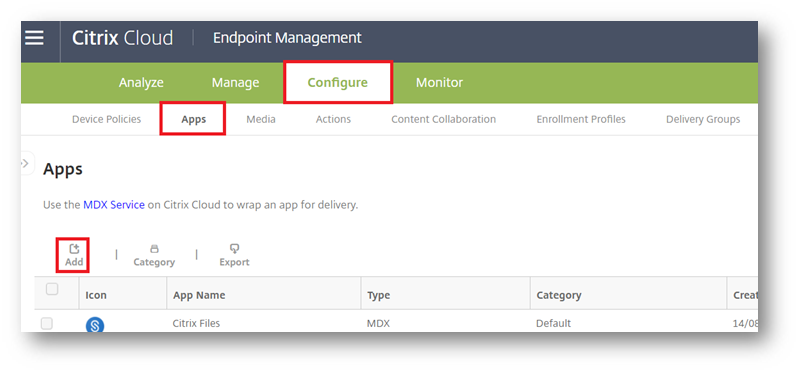 Citrix Cloud Endpoint Management
Analyze Manage Configure Monitor
Device Policies Apps Media Actions Content Collaboration Enrollment Profiles Delivery Groups
Apps
Use the MDX Service on Citrix Cloud to wrap an app for delivery.
Add | Category | Export
Icon App Name Type Category Creat
Citrix Files MDX Default 14/08